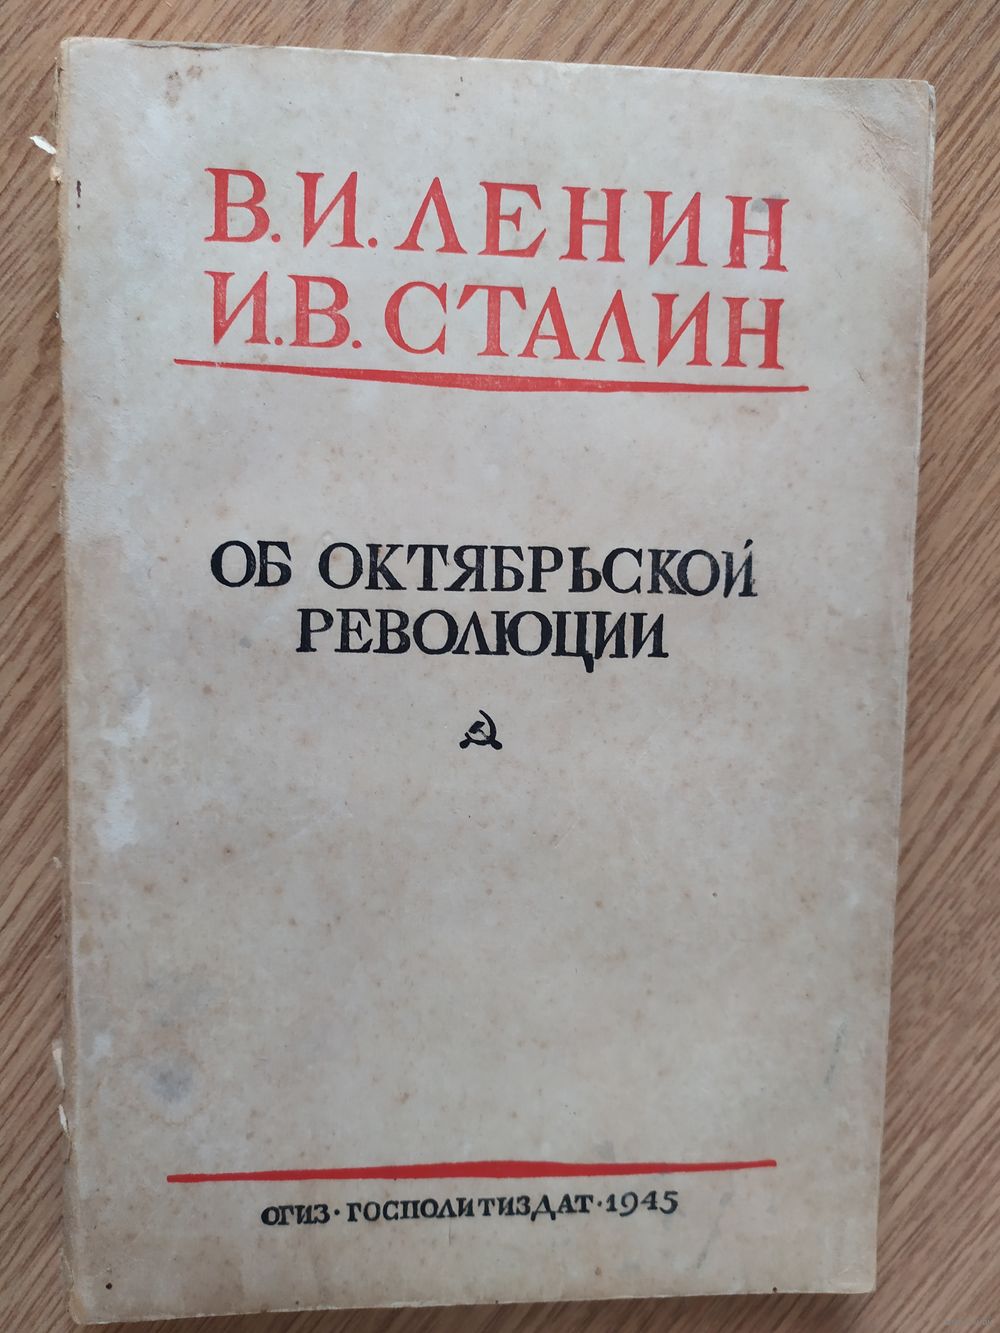 В.И. ЛЕНИН
И.В. СТАЛИН
ОБ ОКТЯБРЬСКОЙ
РЕВОЛЮЦИИ
ОГИЗ · ГОСПОЛИТИЗДАТ · 1945